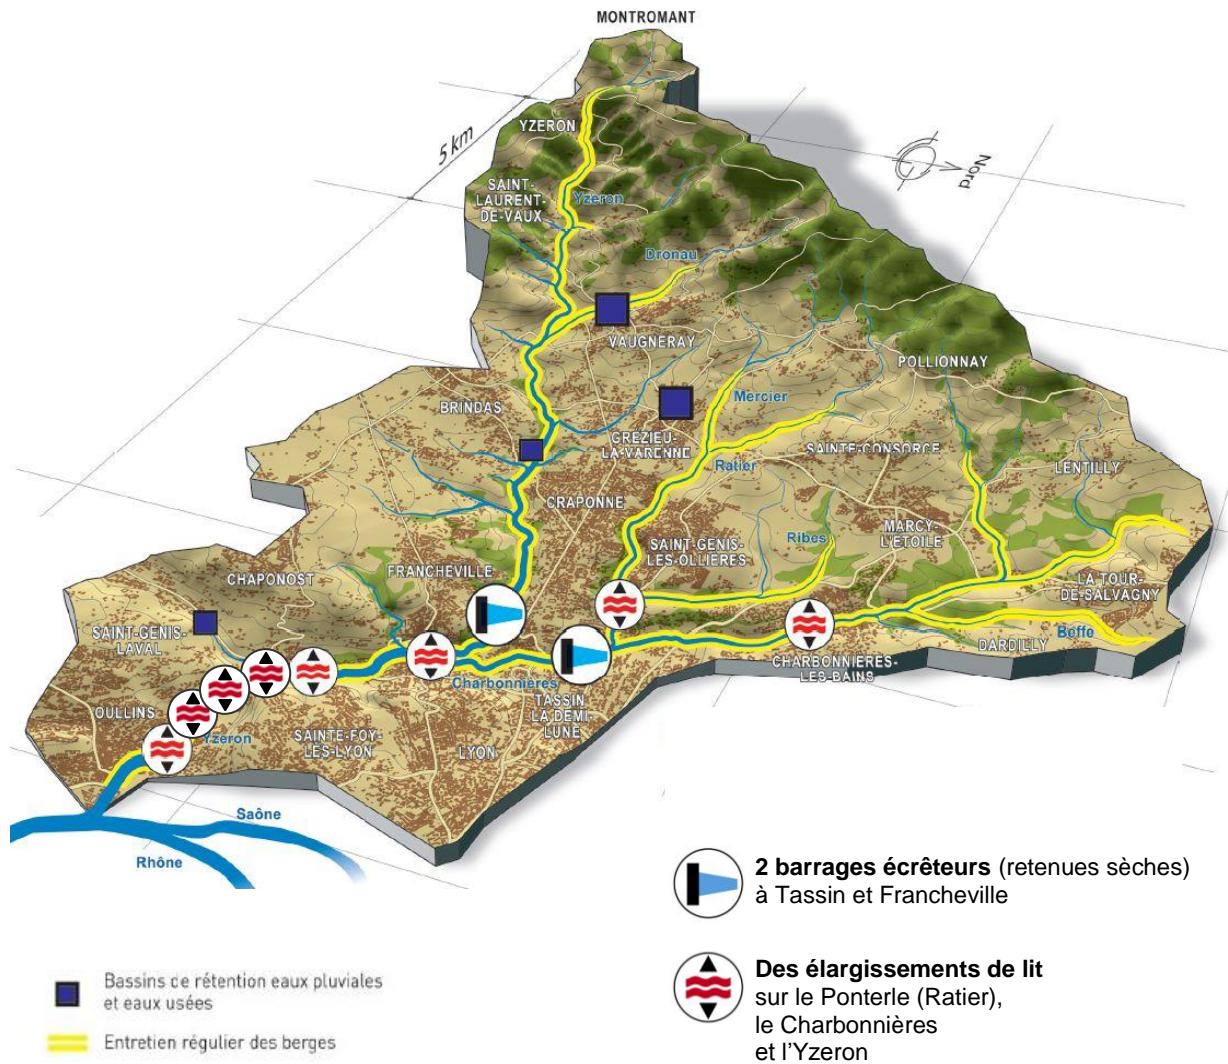 MONTROMANT
5 km
Nord
YZERON
SAINT-
LAURENT-
DE-VAUX
Yzeron
Dronau
VAUGNERAY
POLLIONNAY
Mercier
BRINDAS
GRÉZIEU-
LA-VARENNE
SAINTE-CONSORCE
Ratier
LENTILLY
CRAPONNE
MARCY-
L'ETOILE
SAINT-GENIS-
LES-OLLIERES
Ribes
CHAPONOST
FRANCHEVILLE
LA TOUR-
DE-SALVAGNY
SAINT-GENIS-
LAVAL
Beffe
DARDILLY
CHARBONNIERES-
LES-BAINS
Charbonnières
TASSIN
LA DEMI-
LUNE
OULLINS
Yzeron
SAINTE-FOY-
LES-LYON
LYON
Saône
Rhône
2 barrages écrêteurs (retenues sèches)
à Tassin et Francheville
Des élargissements de lit
sur le Ponterle (Ratier),
le Charbonnières
et l'Yzeron
Bassins de rétention eaux pluviales
et eaux usées
Entretien régulier des berges